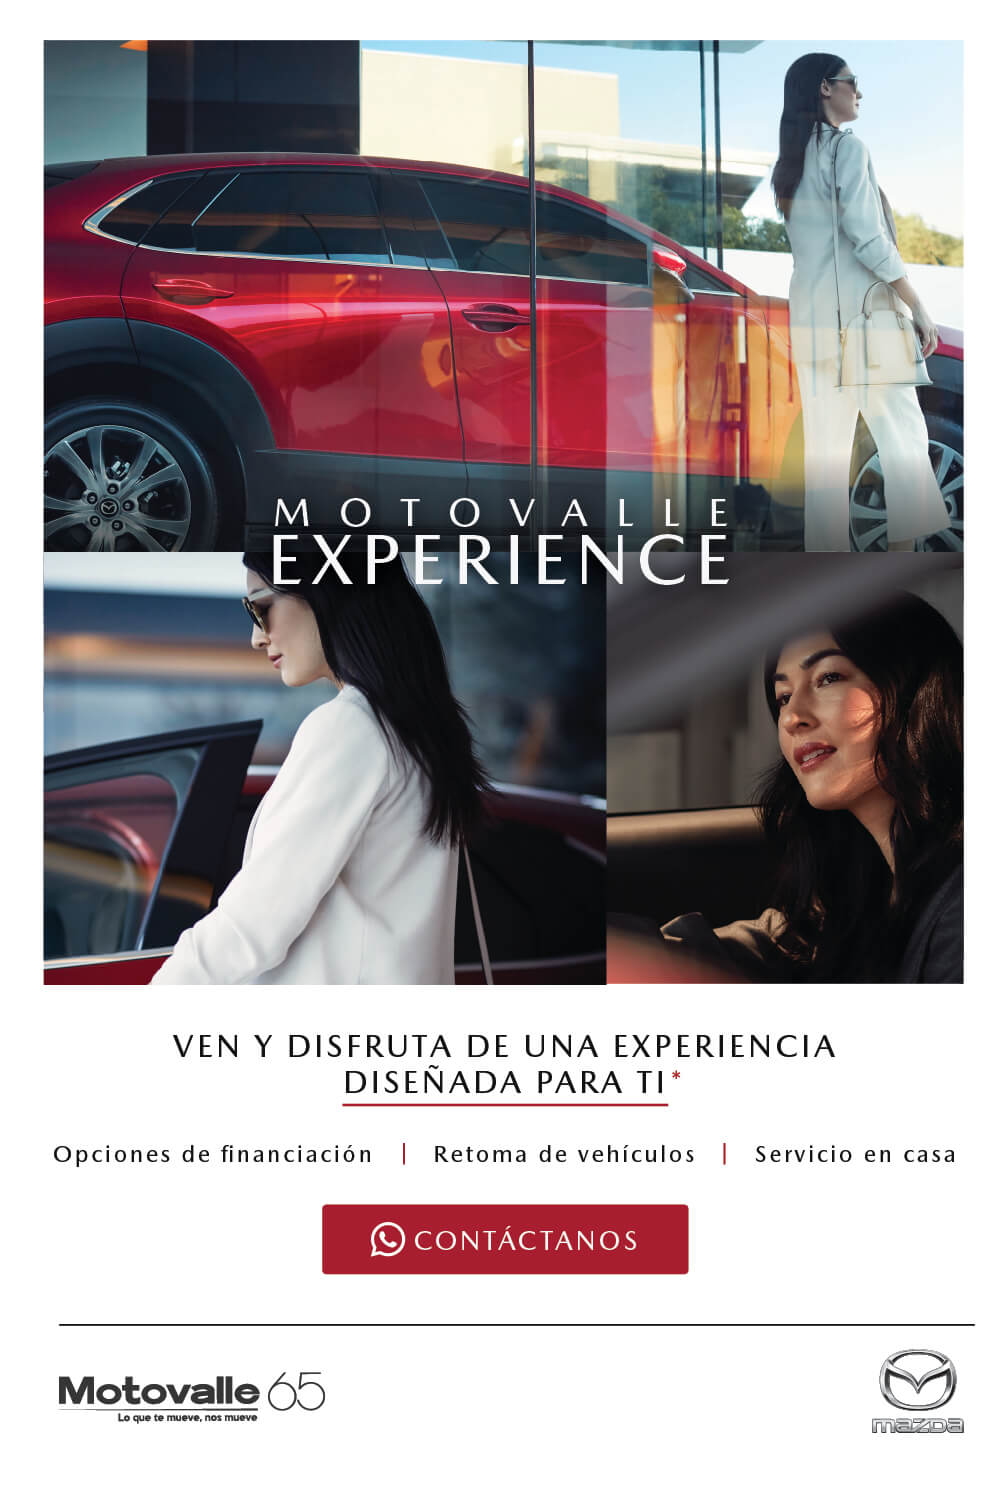 MOTOVALLE
EXPERIENCE
VEN Y DISFRUTA DE UNA EXPERIENCIA
DISEÑADA PARA TI*
Opciones de financiación | Retoma de vehículos | Servicio en casa
CONTÁCTANOS
Motovalle 65
Lo que te mueve, nos mueve
mazda